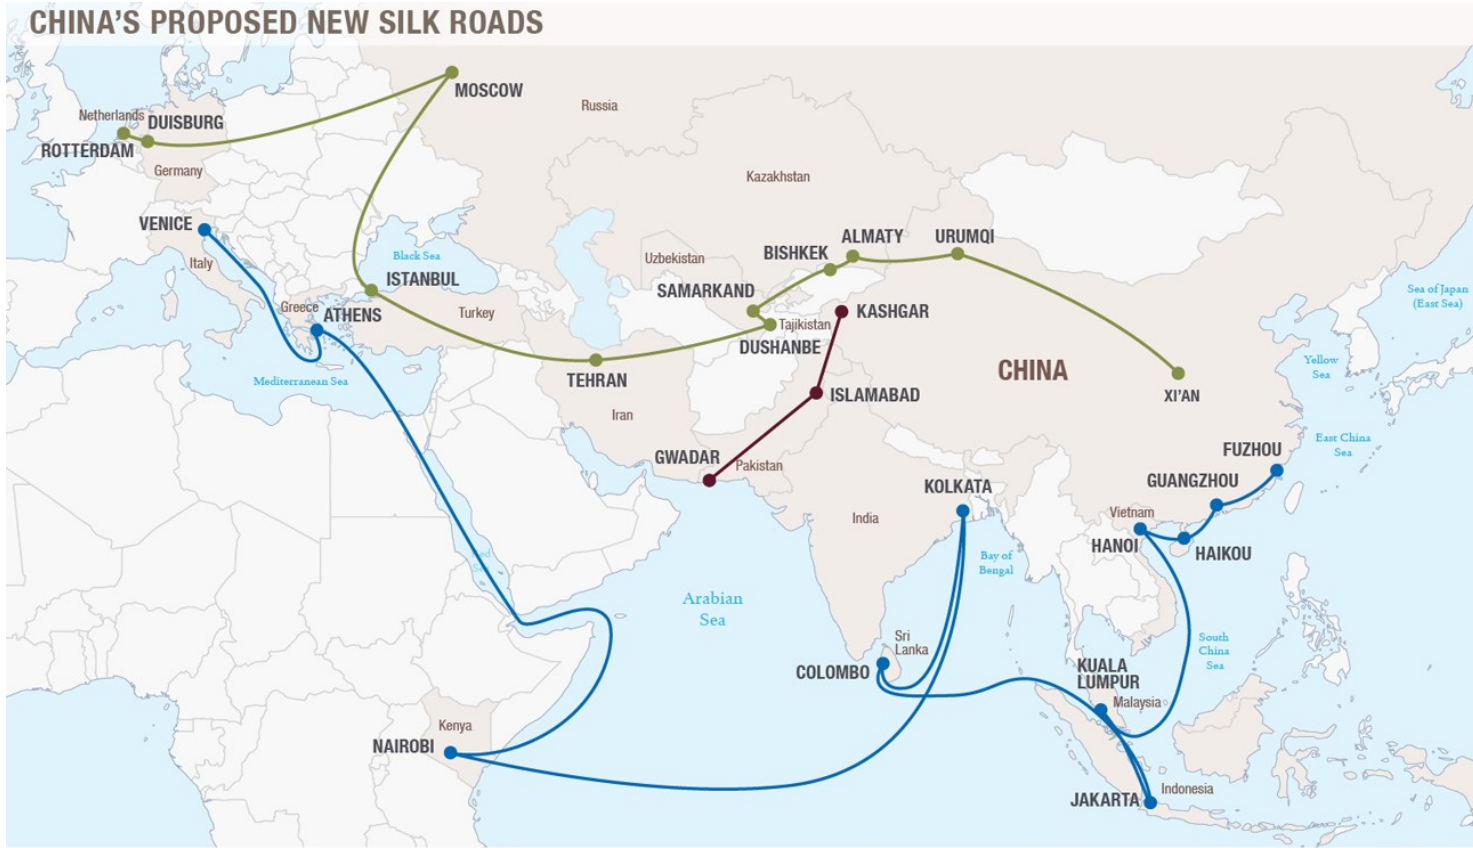 CHINA'S PROPOSED NEW SILK ROADS
MOSCOW
Russia
Netherlands
DUISBURG
ROTTERDAM
Germany
Kazakhstan
VENICE
ALMATY
URUMQI
BISHKEK
Black Sea
Uzbekistan
Italy
ISTANBUL
SAMARKAND
Sea of Japan
(East Sea)
Greece
ATHENS
Turkey
KASHGAR
Tajikistan
DUSHANBE
Yellow
Sea
CHINA
TEHRAN
Mediterranean Sea
ISLAMABAD
XI'AN
Iran
East China
Sea
FUZHOU
GWADAR
Pakistan
GUANGZHOU
KOLKATA
India
Vietnam
HANOI
HAIKOU
Red
Sea
Bay of
Bengal
Arabian
Sea
Sri
Lanka
South
China
Sea
COLOMBO
KUALA
LUMPUR
Malaysia
Kenya
NAIROBI
Indonesia
JAKARTA